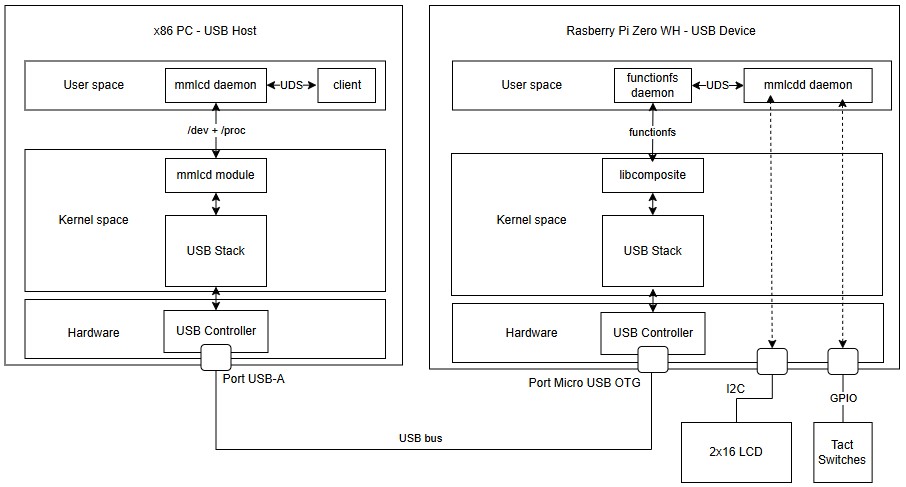 x86 PC - USB Host
User space
mmlcd daemon
UDS
client
/dev + /proc
mmlcd module
Kernel space
USB Stack
Hardware
USB Controller
Port USB-A
Rasberry Pi Zero WH - USB Device
User space
functionfs
daemon
UDS
mmlcdd daemon
functionfs
libcomposite
Kernel space
USB Stack
Hardware
USB Controller
Port Micro USB OTG
I2C
GPIO
USB bus
2x16 LCD
Tact
Switches